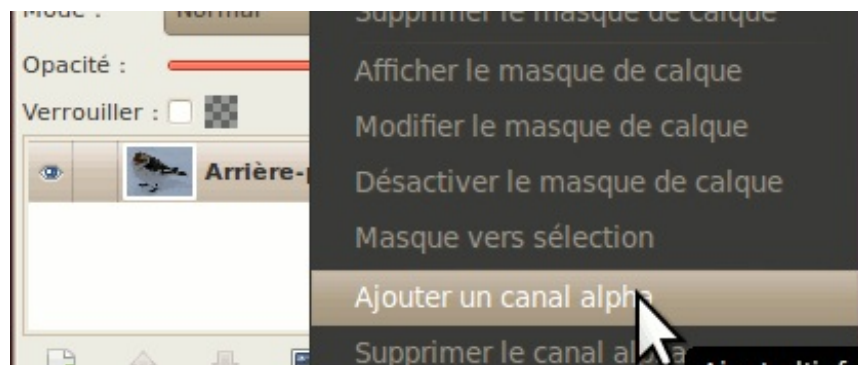 Mode : Normal
Supprimer le masque de calque
Opacité :
Afficher le masque de calque
Verrouiller :
Modifier le masque de calque
Arrière-
Désactiver le masque de calque
Masque vers sélection
Ajouter un canal alpha
Supprimer le canal alpha